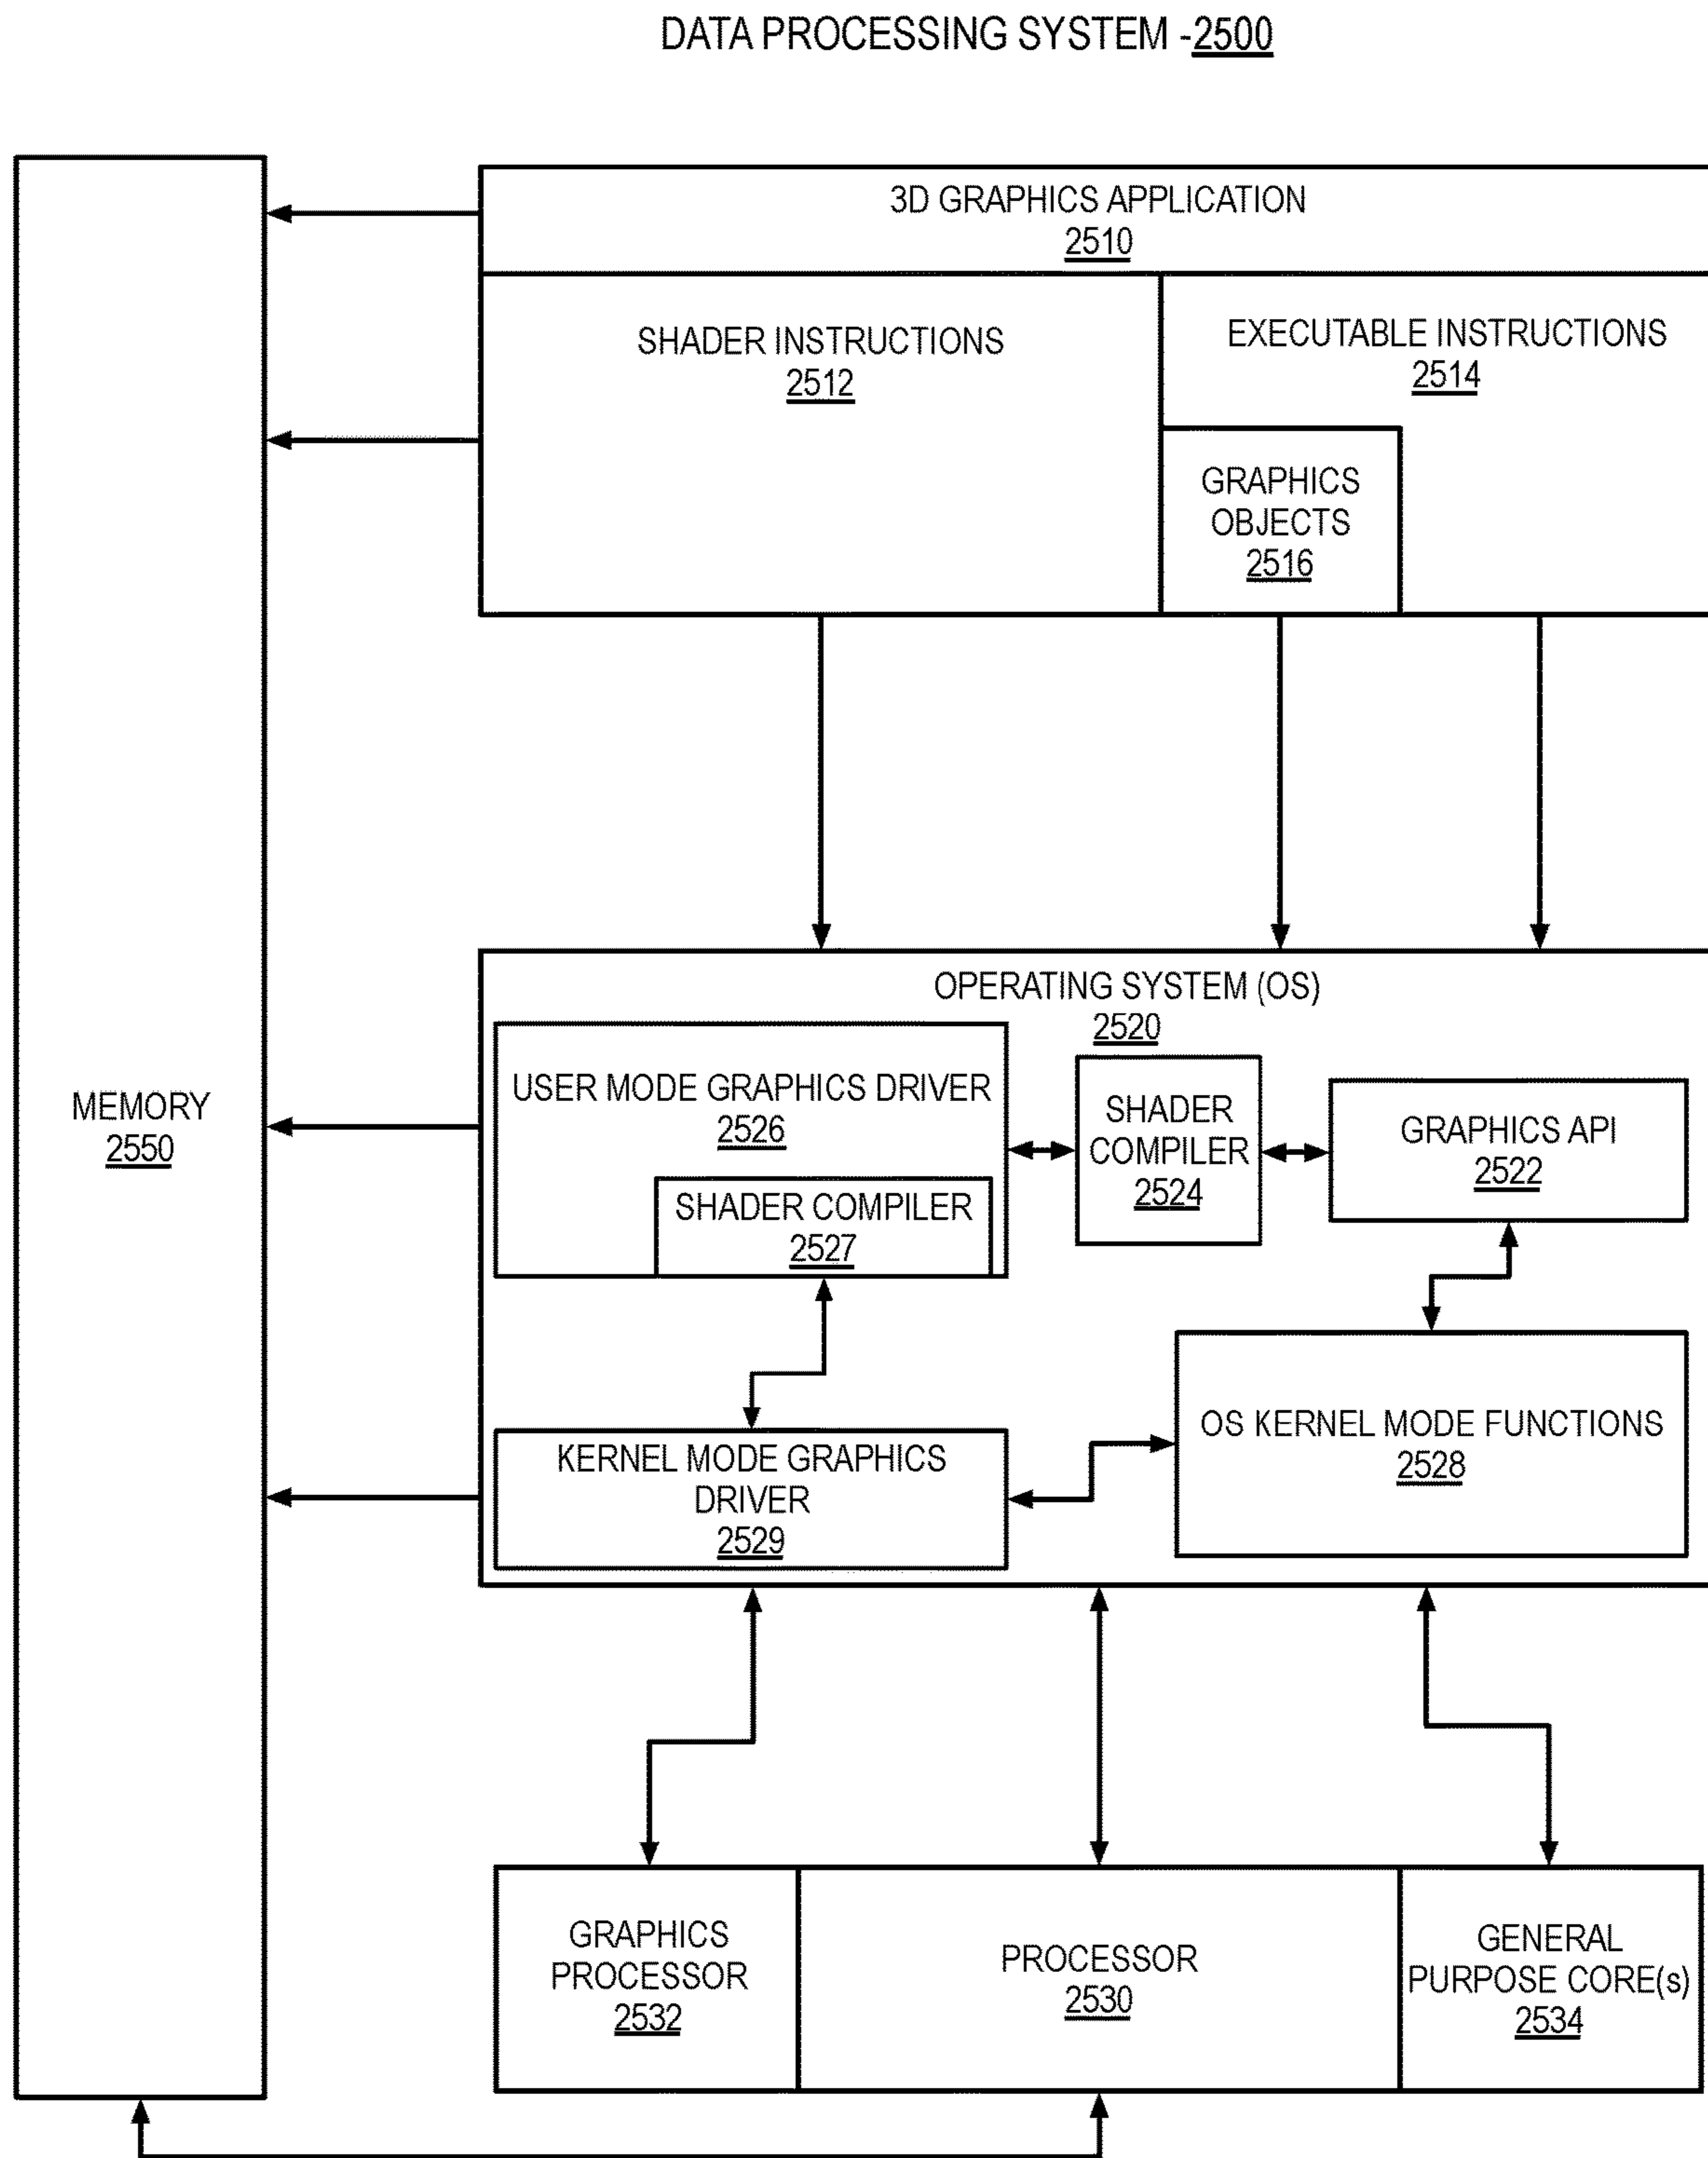 DATA PROCESSING SYSTEM -2500
3D GRAPHICS APPLICATION
2510
SHADER INSTRUCTIONS
2512
EXECUTABLE INSTRUCTIONS
2514
GRAPHICS
OBJECTS
2516
MEMORY
2550
OPERATING SYSTEM (OS)
2520
USER MODE GRAPHICS DRIVER
2526
SHADER COMPILER
2527
SHADER
COMPILER
2524
GRAPHICS API
2522
KERNEL MODE GRAPHICS
DRIVER
2529
OS KERNEL MODE FUNCTIONS
2528
GRAPHICS
PROCESSOR
2532
PROCESSOR
2530
GENERAL
PURPOSE CORE(s)
2534